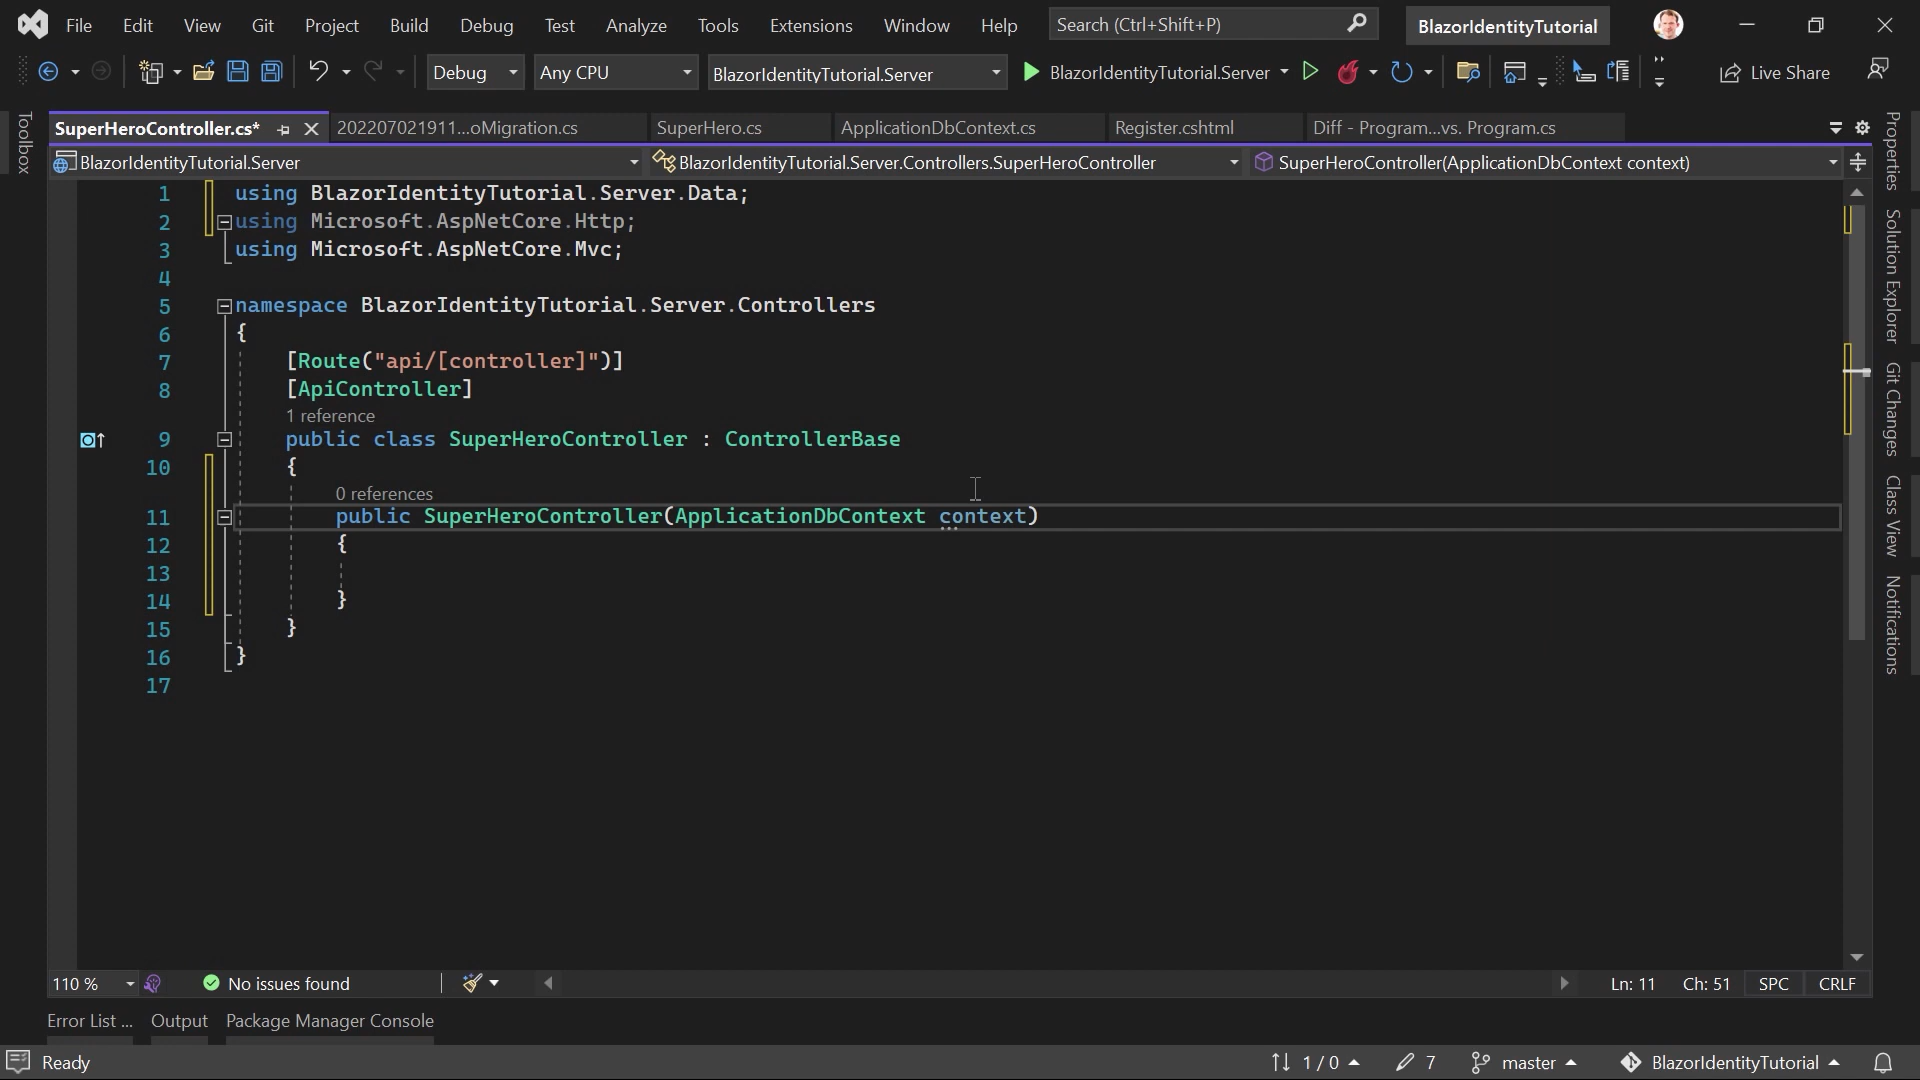 File Edit View Git Project Build Debug Test Analyze Tools Extensions Window Help Search (Ctrl+Shift+P) BlazorIdentityTutorial
Debug Any CPU BlazorIdentityTutorial.Server BlazorIdentityTutorial.Server Live Share
SuperHeroController.cs* 202207021911...oMigration.cs SuperHero.cs ApplicationDbContext.cs Register.cshtml Diff - Program...vs. Program.cs
BlazorIdentityTutorial.Server BlazorIdentityTutorial.Server.Controllers.SuperHeroController SuperHeroController(ApplicationDbContext context)
Toolbox
1 using BlazorIdentityTutorial.Server.Data;
2 using Microsoft.AspNetCore.Http;
3 using Microsoft.AspNetCore.Mvc;
4
5 namespace BlazorIdentityTutorial.Server.Controllers
6 {
7 [Route("api/[controller]")]
8 [ApiController]
1 reference
9 public class SuperHeroController : ControllerBase
10 {
0 references
11 public SuperHeroController(ApplicationDbContext context)
12 {
13
14 }
15 }
16 }
17
Properties
Solution Explorer
Git Changes
Class View
Notifications
110 % No issues found Ln: 11 Ch: 51 SPC CRLF
Error List ... Output Package Manager Console
Ready 1 / 0 7 master BlazorIdentityTutorial